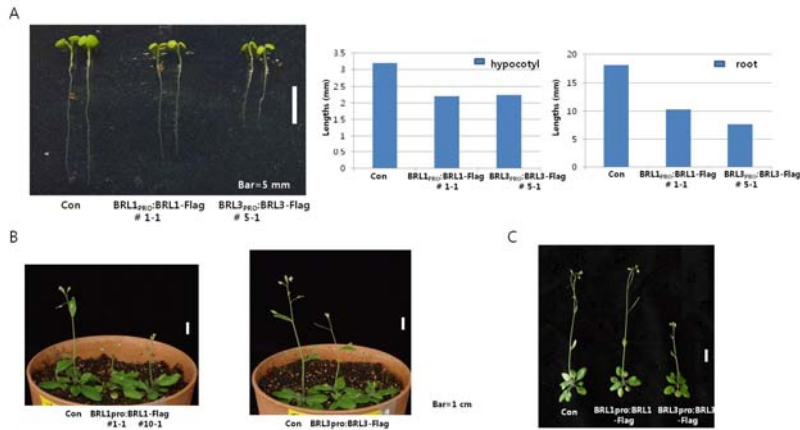 A
Bar=5 mm
Con
BRL1PRO:BRL1-Flag
# 1-1
BRL3PRO:BRL3-Flag
# 5-1
3.5
3
2.5
2
1.5
1
0.5
0
Lengths (mm)
hypocotyl
Con
BRL1PRO:BRL1-Flag
# 1-1
BRL3PRO:BRL3-Flag
# 5-1
20
15
10
5
0
Lengths (mm)
root
Con
BRL1PRO:BRL1-Flag
# 1-1
BRL3PRO:BRL3-Flag
# 5-1
B
Con
BRL1pro:BRL1-Flag
#1-1 #10-1
Con BRL3pro:BRL3-Flag
Bar=1 cm
C
Con
BRL1pro:BRL1
-Flag
BRL3pro:BRL3
-Flag